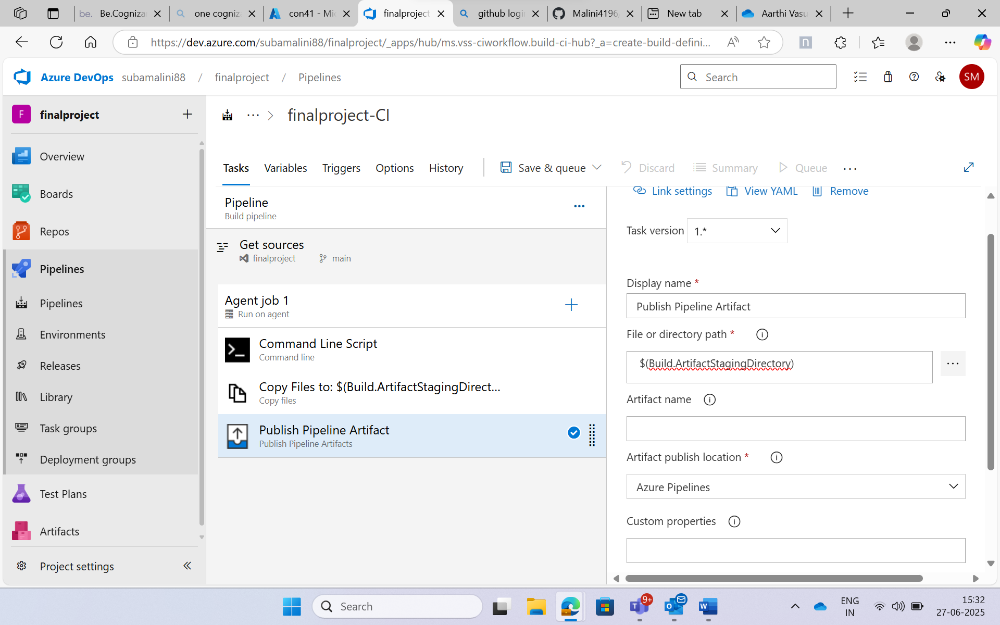 be. Be.Cogniza
one cogniza
con41 - Mic
finalproject
github login
Malini4196/
New tab
Aarthi Vasu
https://dev.azure.com/subamalini88/finalproject/_apps/hub/ms.vss-ciworkflow.build-ci-hub?_a=create-build-defini...
Azure DevOps subamalini88 / finalproject / Pipelines
Search
SM
F finalproject
Overview
Boards
Repos
Pipelines
Pipelines
Environments
Releases
Library
Task groups
Deployment groups
Test Plans
Artifacts
Project settings
... > finalproject-CI
Tasks Variables Triggers Options History Save & queue Discard Summary Queue ...
Pipeline
Build pipeline
Get sources
finalproject main
Agent job 1
Run on agent
Command Line Script
Command line
Copy Files to: $(Build.ArtifactStagingDirect...
Copy files
Publish Pipeline Artifact
Publish Pipeline Artifacts
Link settings View YAML Remove
Task version 1.*
Display name *
Publish Pipeline Artifact
File or directory path *
$(Build.ArtifactStagingDirectory)
Artifact name
Artifact publish location *
Azure Pipelines
Custom properties
Search
9+
ENG
IN
15:32
27-06-2025